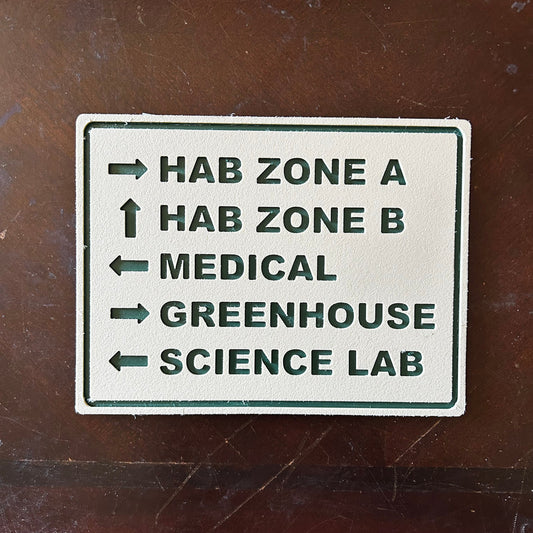 → HAB ZONE A
↑ HAB ZONE B
← MEDICAL
→ GREENHOUSE
← SCIENCE LAB